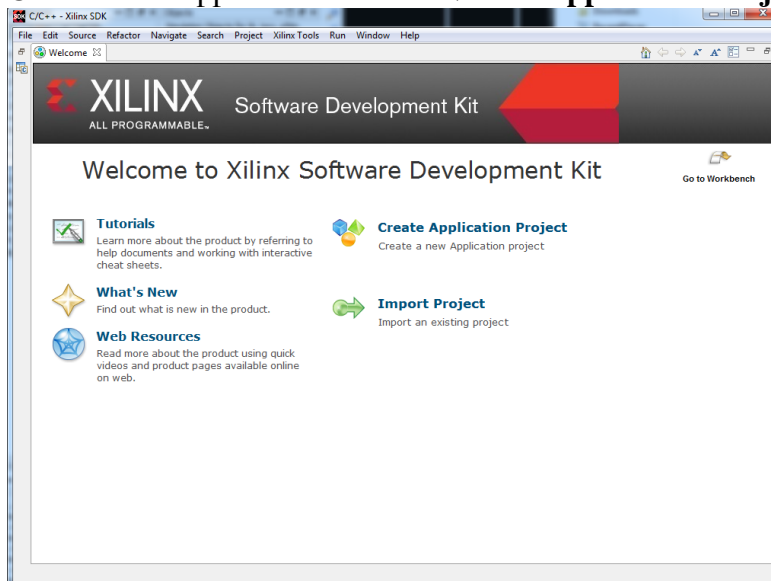 C/C++ - Xilinx SDK
File Edit Source Refactor Navigate Search Project Xilinx Tools Run Window Help
Welcome
XILINX
ALL PROGRAMMABLE™
Software Development Kit
Welcome to Xilinx Software Development Kit
Go to Workbench
Tutorials
Learn more about the product by referring to
help documents and working with interactive
cheat sheets.
What's New
Find out what is new in the product.
Web Resources
Read more about the product using quick
videos and product pages available online
on web.
Create Application Project
Create a new Application project
Import Project
Import an existing project